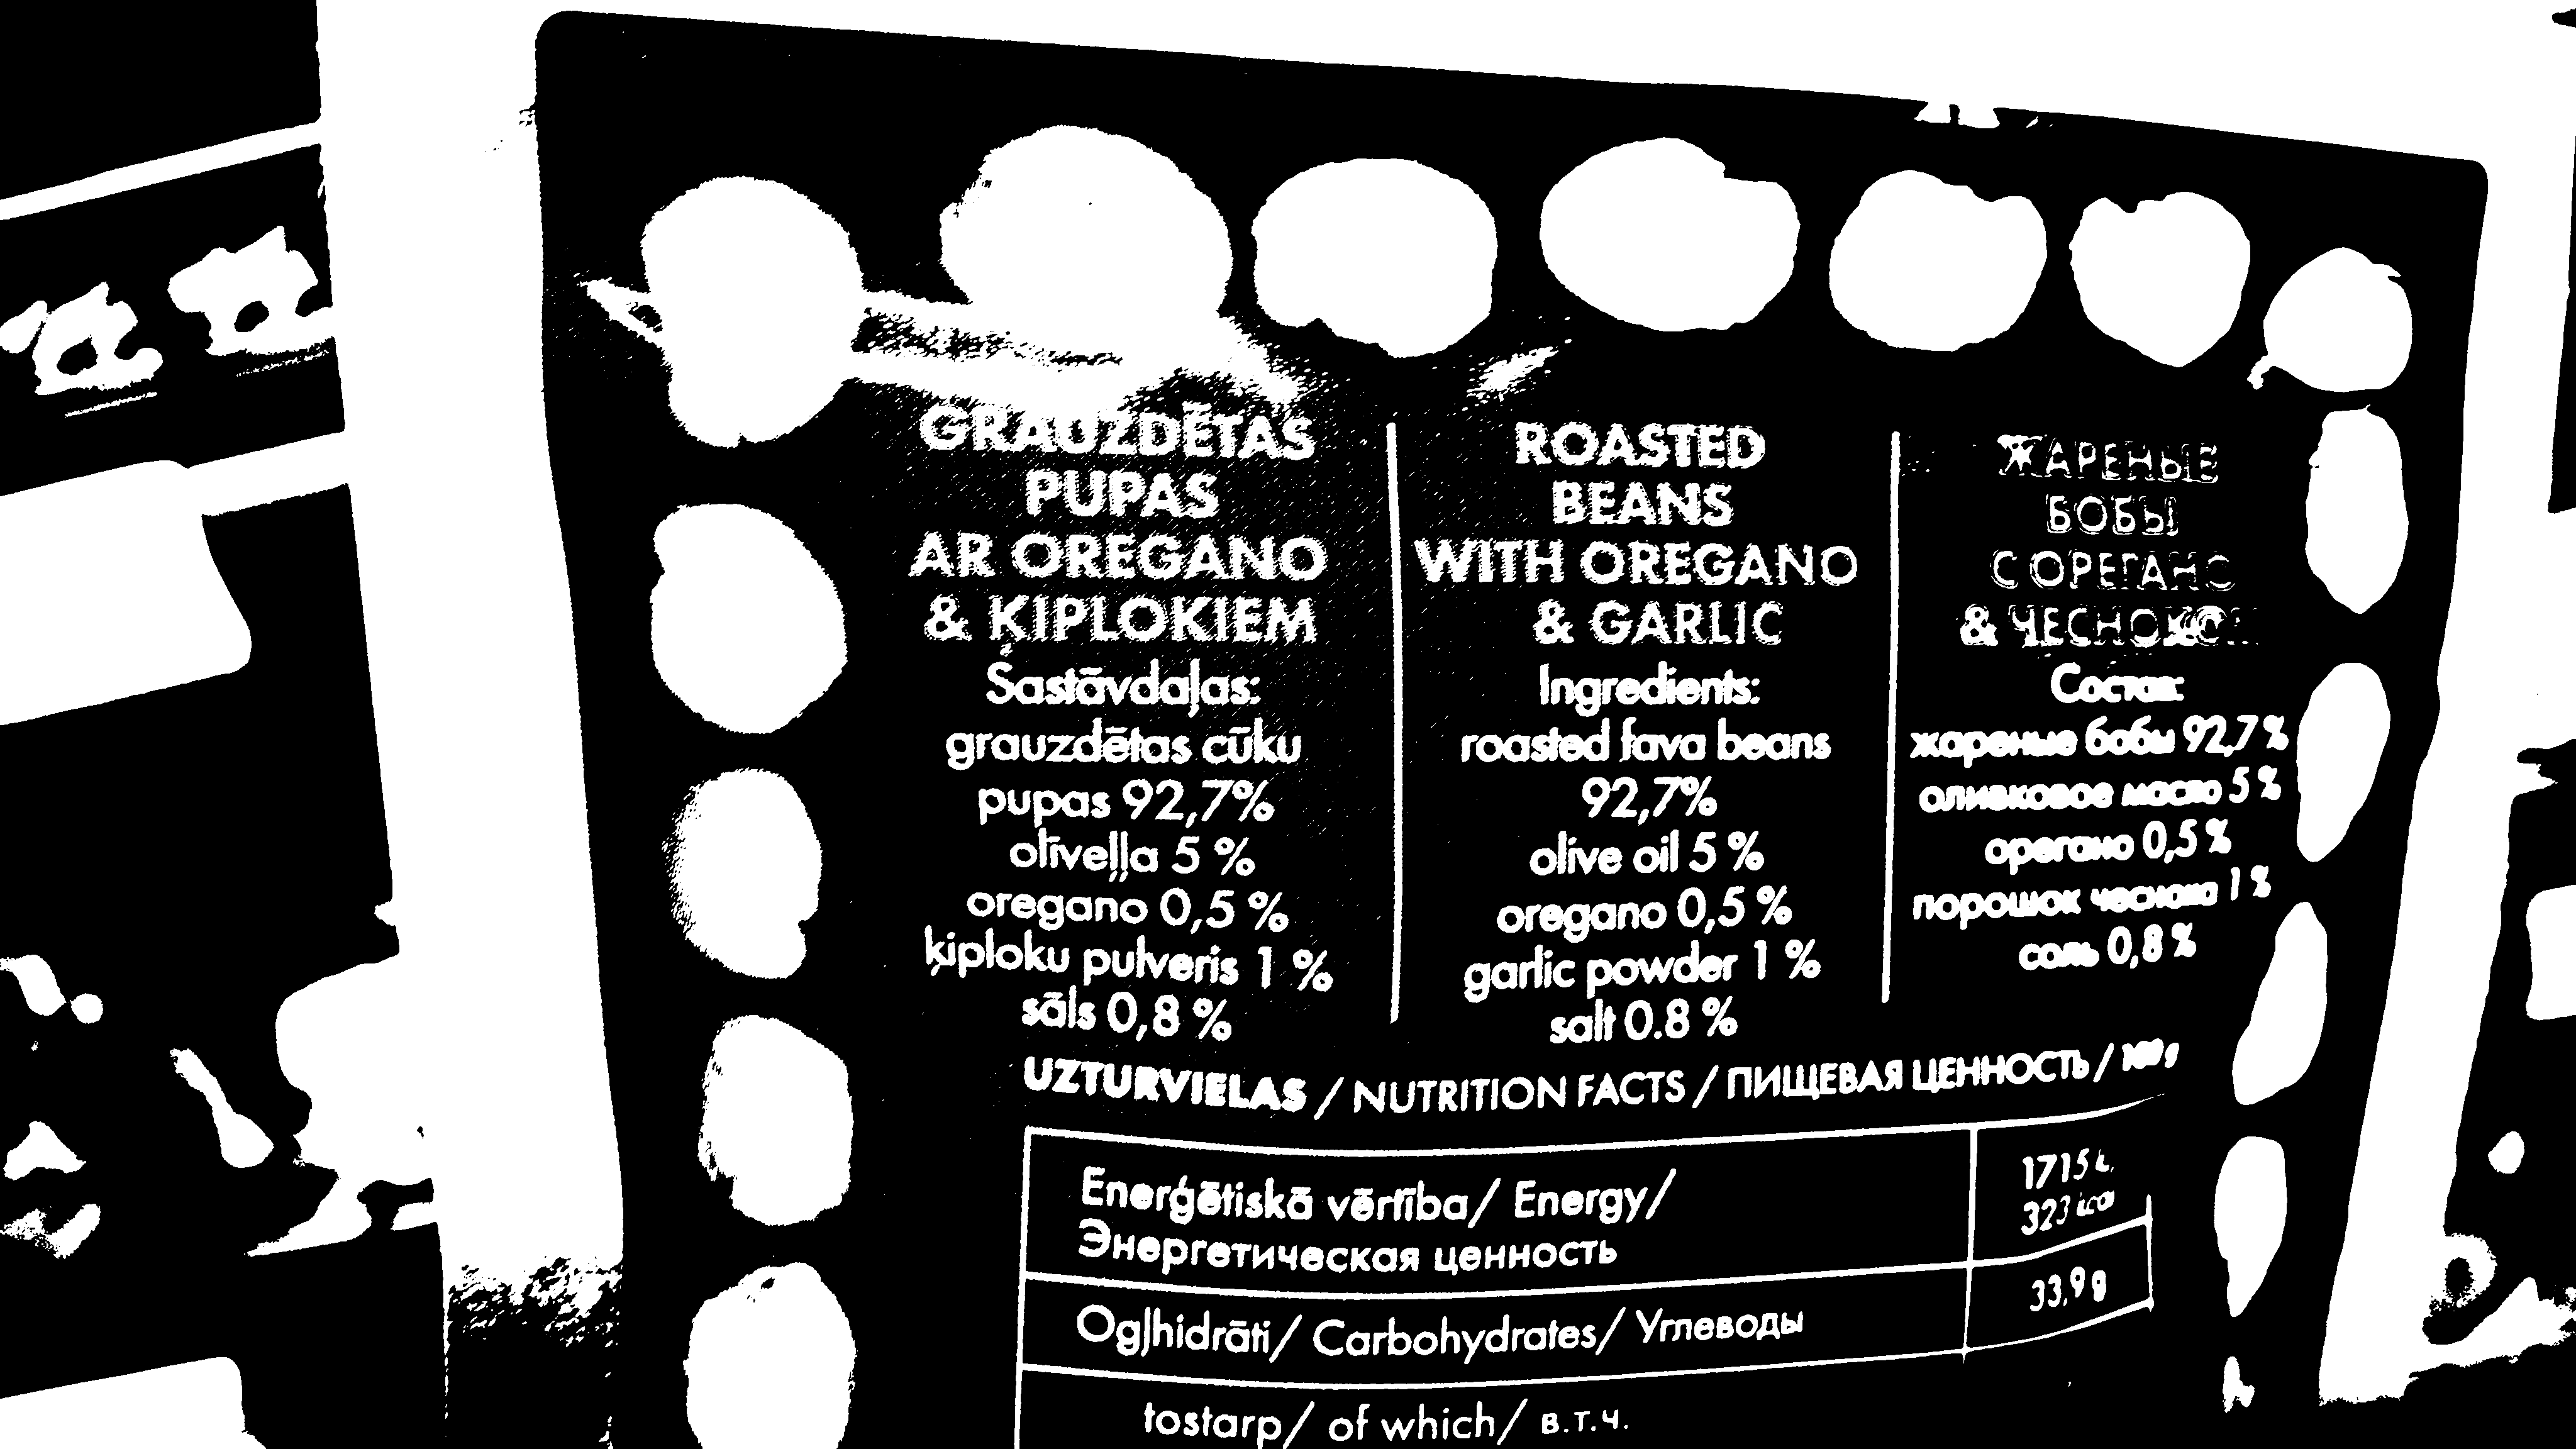 GRAUZDĒTAS
PUPAS
AR OREGANO
& ĶIPLOKIEM
Sastāvdaļas:
grauzdētas cūku
pupas 92,7%
olīveļļa 5 %
oregano 0,5 %
ķiploku pulveris 1 %
sāls 0,8 %
ROASTED
BEANS
WITH OREGANO
& GARLIC
Ingredients:
roasted fava beans
92,7%
olive oil 5 %
oregano 0,5 %
garlic powder 1 %
salt 0.8 %
ЖАРЕНЫЕ
БОБЫ
С ОРЕГАНО
& ЧЕСНОКОМ
Состав:
жареные бобы 92,7 %
оливковое масло 5 %
орегано 0,5 %
порошок чеснока 1 %
соль 0,8 %
UZTURVIELAS / NUTRITION FACTS / ПИЩЕВАЯ ЦЕННОСТЬ / 100g
Enerģētiskā vērtība/ Energy/
Энергетическая ценность
1715
323 kcal
Ogļhidrāti/ Carbohydrates/ Углеводы
33,9 g
tostarp/ of which/ в.т.ч.